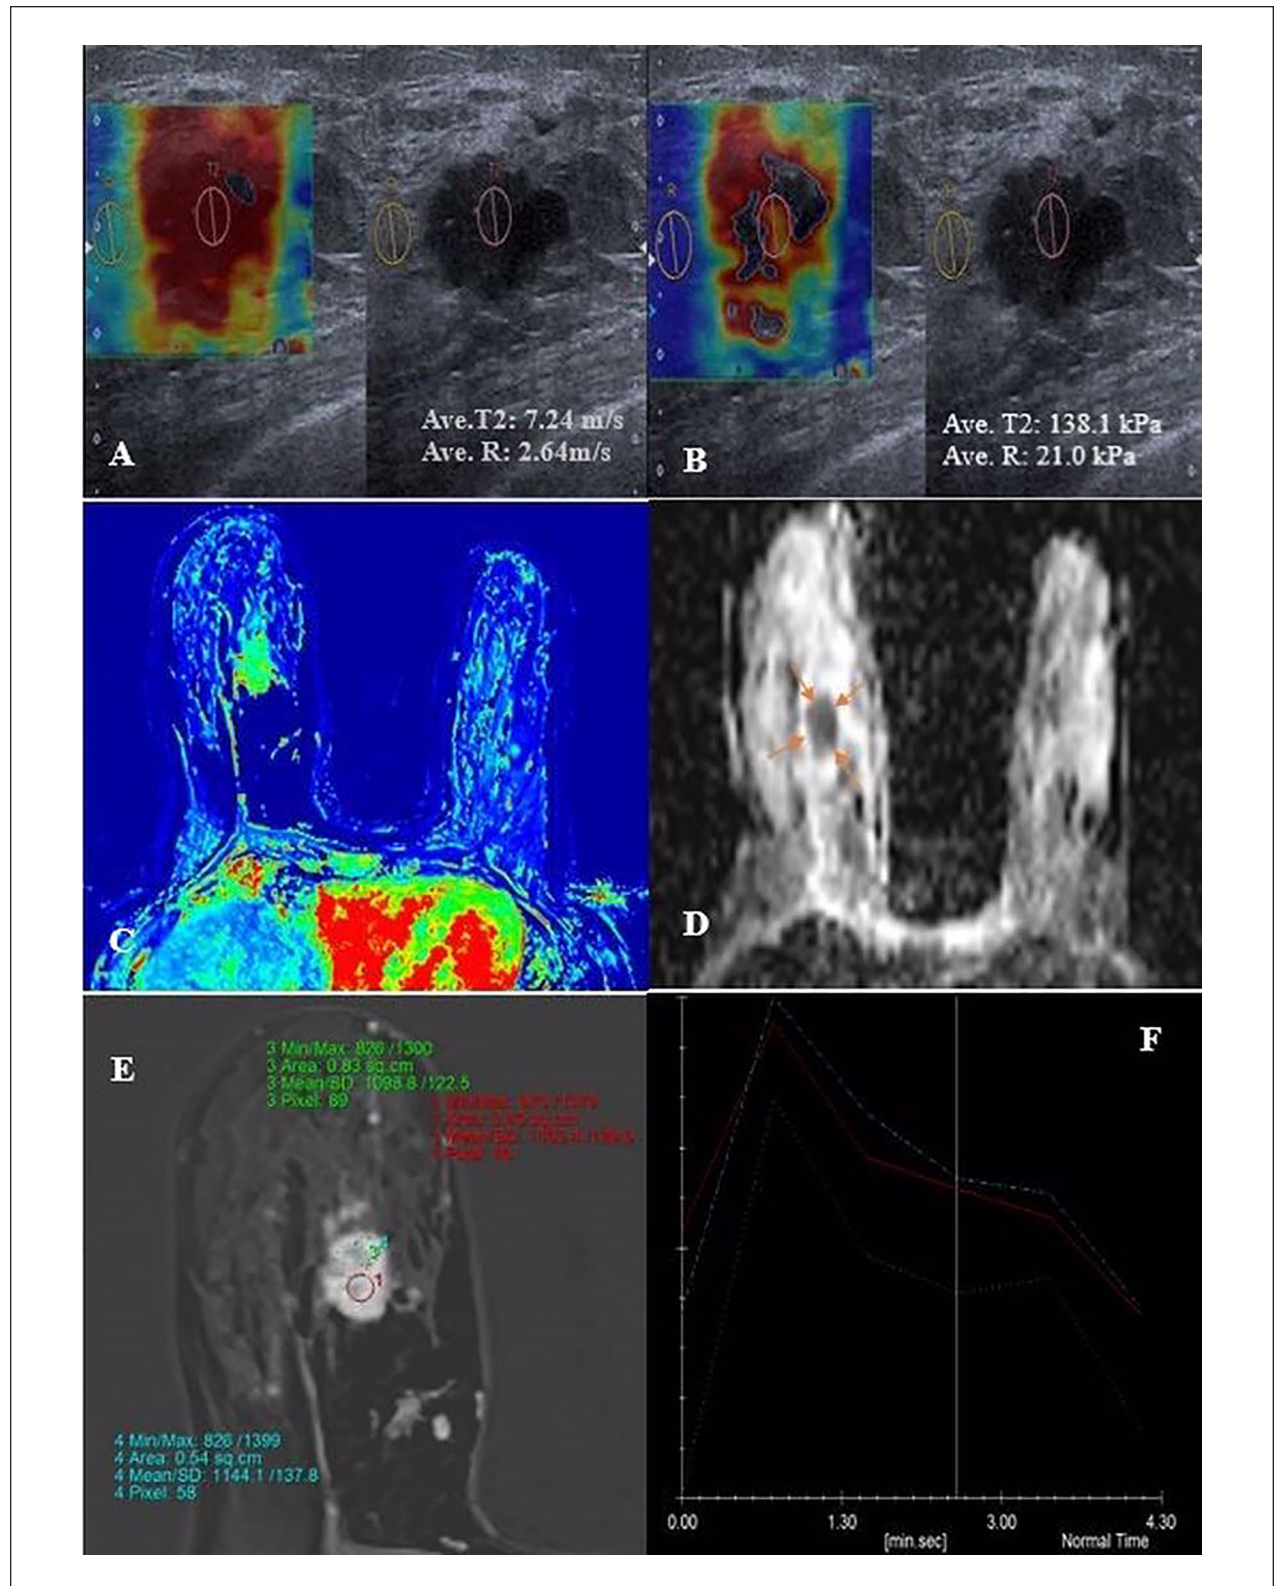 T2
Ave.T2: 7.24 m/s
Ave. R: 2.64m/s
A
R
Ave. T2: 138.1 kPa
Ave. R: 21.0 kPa
B
C
D
E
3 Min/Max: 826 /1300
3 Area: 0.83 sq.cm
3 Mean/SD: 1098.8 /122.5
3 Pixel: 89
1
4 Min/Max: 826 /1399
4 Area: 0.54 sq.cm
4 Mean/SD: 1144.1 /137.8
4 Pixel: 58
F
0.00
1.30
3.00
4.30
[min.sec]
Normal Time